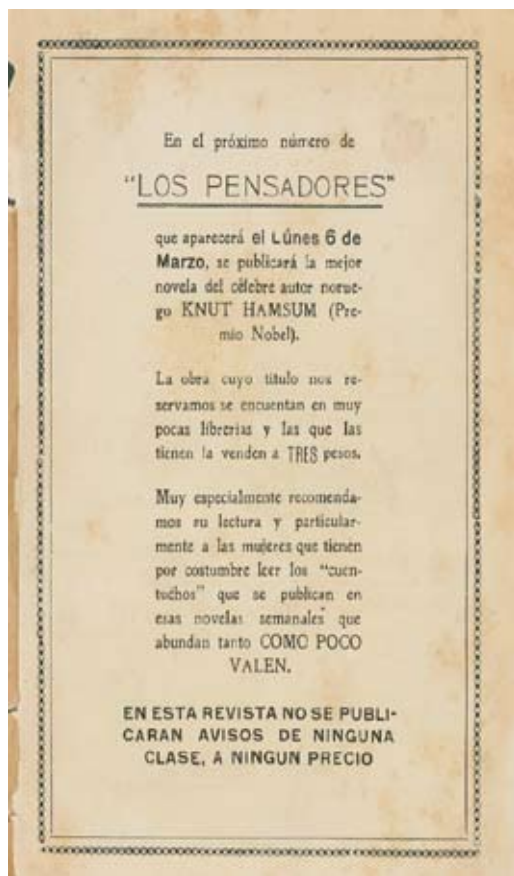 En el próximo número de
"LOS PENSADORES"
que aparecerá el Lúnes 6 de
Marzo, se publicará la mejor
novela del célebre autor norue-
go KNUT HAMSUM (Pre-
mio Nobel).
La obra cuyo título nos re-
servamos se encuentan en muy
pocas librerias y las que las
tienen la venden a TRES pesos.
Muy especialmente recomenda-
mos su lectura y particular-
mente a las mujeres que tienen
por costumbre leer los "cuen-
tuchos" que se publican en
esas novelas semanales que
abundan tanto COMO POCO
VALEN.
EN ESTA REVISTA NO SE PUBLI-
CARAN AVISOS DE NINGUNA
CLASE, A NINGUN PRECIO